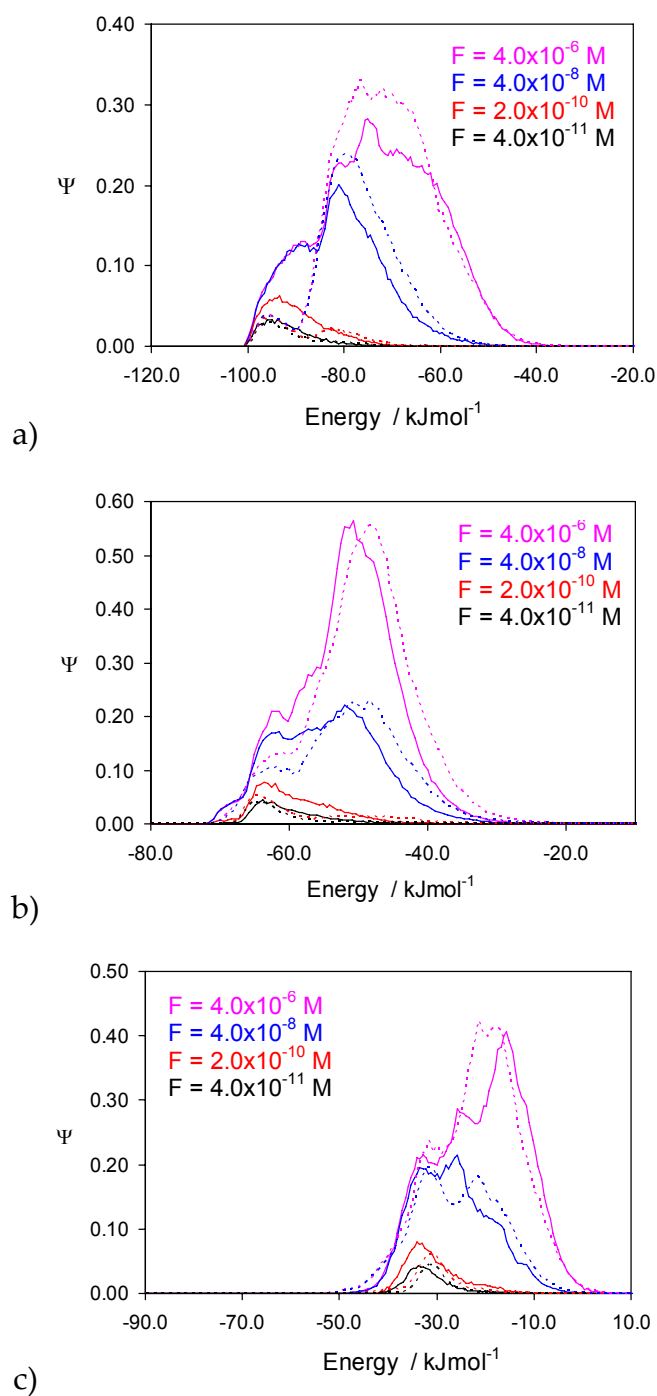 0.40
F = 4.0x10⁻⁶ M
F = 4.0x10⁻⁸ M
0.30
F = 2.0x10⁻¹⁰ M
F = 4.0x10⁻¹¹ M
Ψ 0.20
0.10
0.00
-120.0 -100.0 -80.0 -60.0 -40.0 -20.0
Energy / kJmol⁻¹
a)
0.60
F = 4.0x10⁻⁶ M
0.50
F = 4.0x10⁻⁸ M
F = 2.0x10⁻¹⁰ M
0.40
F = 4.0x10⁻¹¹ M
Ψ 0.30
0.20
0.10
0.00
-80.0 -60.0 -40.0 -20.0
Energy / kJmol⁻¹
b)
0.50
F = 4.0x10⁻⁶ M
F = 4.0x10⁻⁸ M
0.40
F = 2.0x10⁻¹⁰ M
F = 4.0x10⁻¹¹ M
0.30
Ψ
0.20
0.10
0.00
-90.0 -70.0 -50.0 -30.0 -10.0 10.0
Energy / kJmol⁻¹
c)